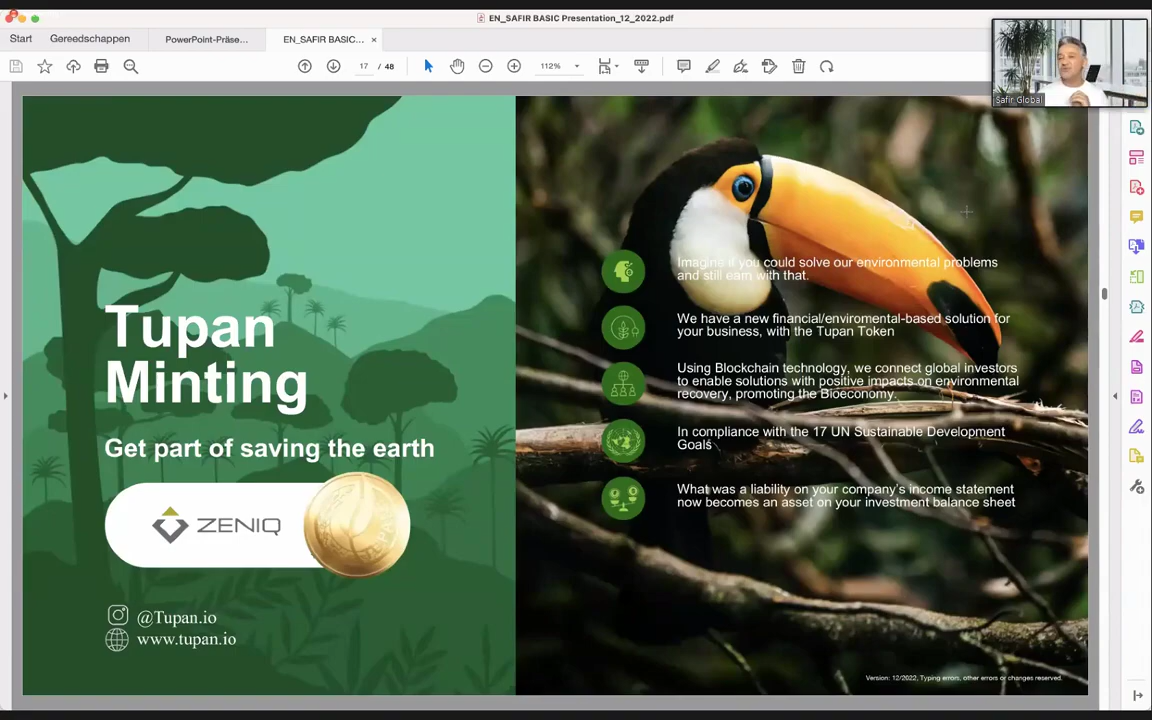 EN_SAFIR BASIC Presentation_12_2022.pdf
Start
Gereedschappen
PowerPoint-Präse...
EN_SAFIR BASIC... ×
17 / 48
112%
Safir Global
Tupan
Minting
Get part of saving the earth
ZENIQ
@Tupan.io
www.tupan.io
Imagine if you could solve our environmental problems
and still earn with that.
We have a new financial/enviromental-based solution for
your business, with the Tupan Token
Using Blockchain technology, we connect global investors
to enable solutions with positive impacts on environmental
recovery, promoting the Bioeconomy.
In compliance with the 17 UN Sustainable Development
Goals
What was a liability on your company's income statement
now becomes an asset on your investment balance sheet
Version: 12/2022, Typing errors, other errors or changes reserved.